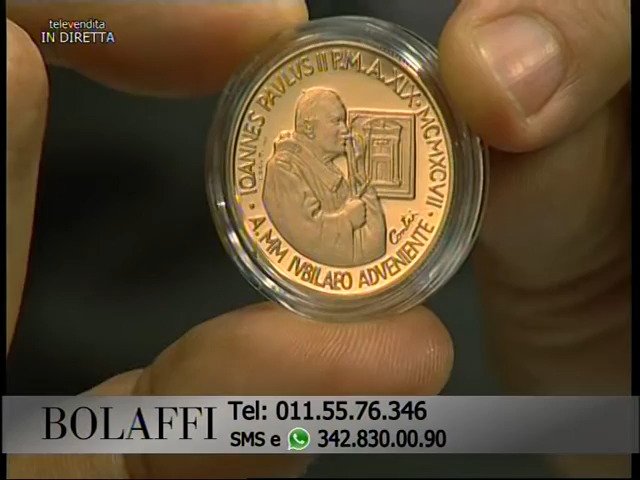 televendita
IN DIRETTA
IOANNES PAVLVS II P.M. A. XIX · MCMXCVII
A. MM IVBILAEO ADVENIENTE
BOLAFFI
Tel: 011.55.76.346
SMS e 342.830.00.90